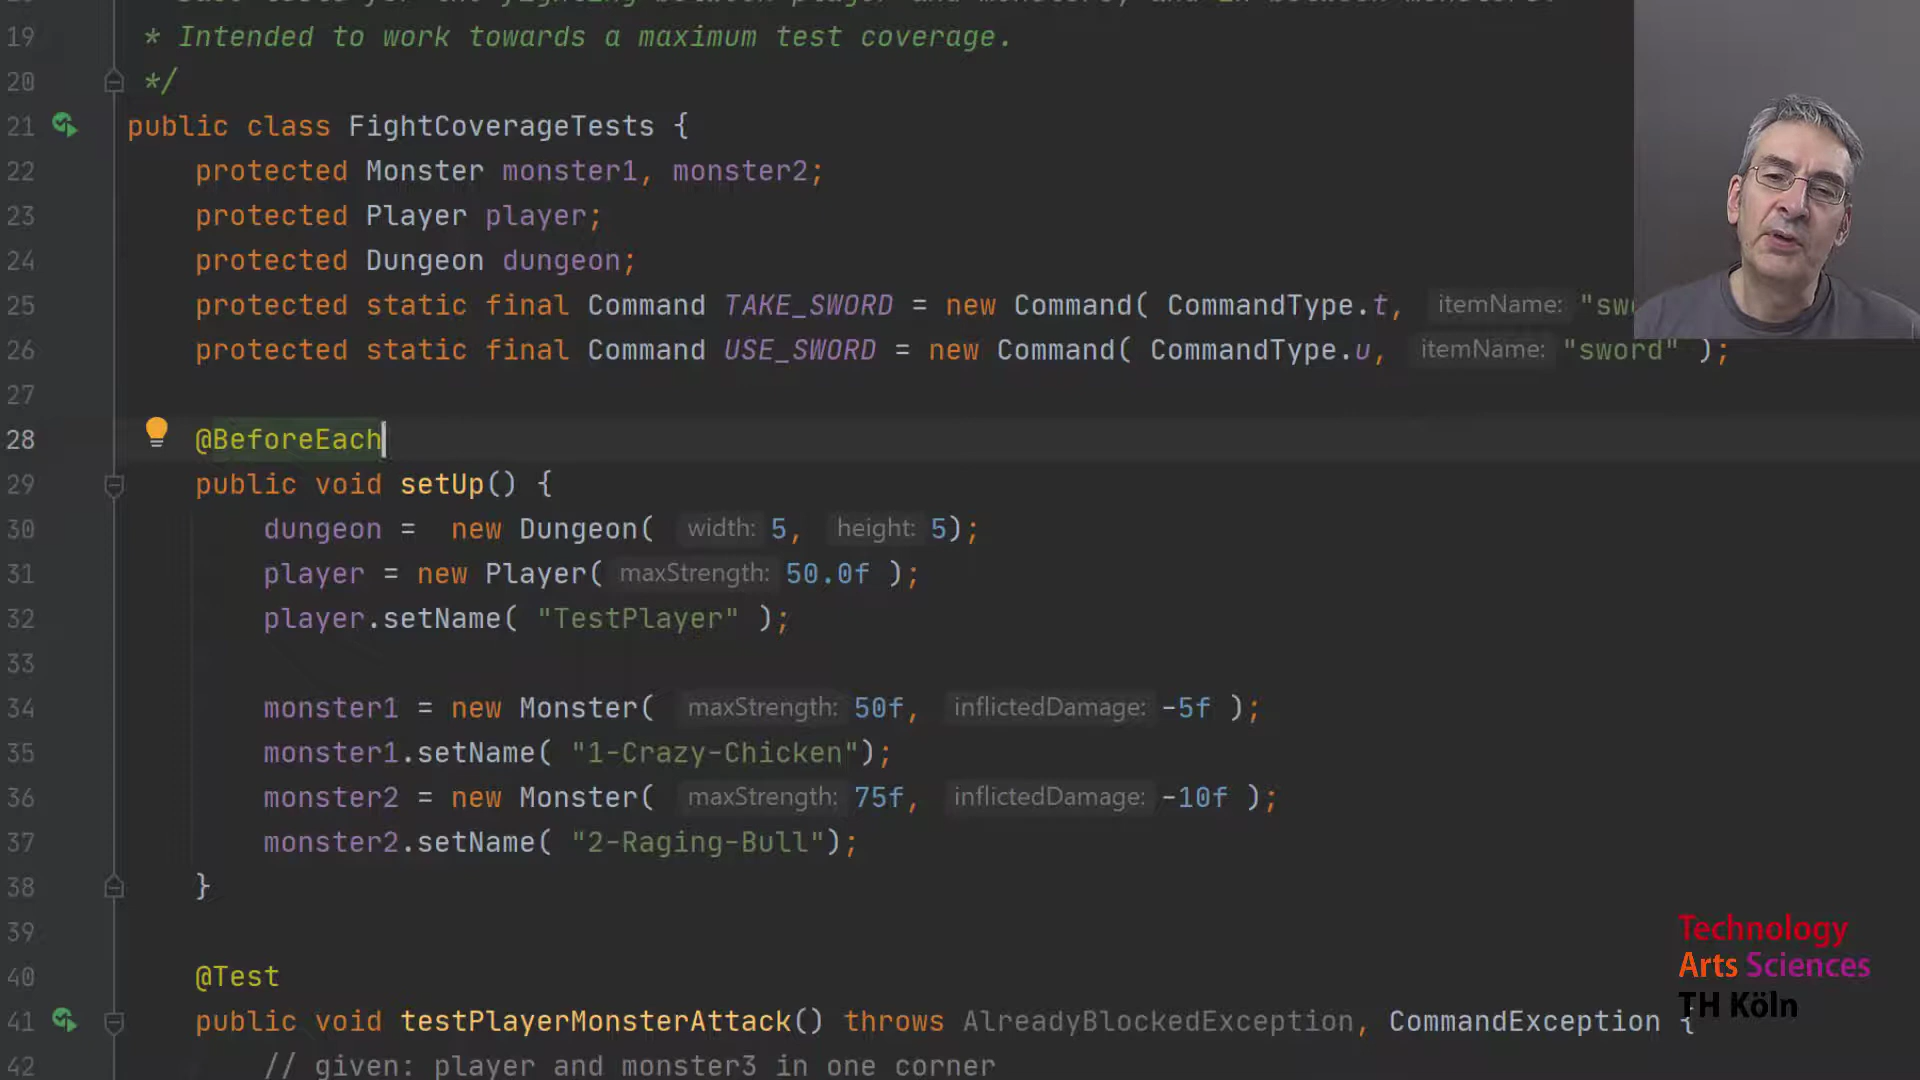 19 * Intended to work towards a maximum test coverage.
20 */
21 public class FightCoverageTests {
22 protected Monster monster1, monster2;
23 protected Player player;
24 protected Dungeon dungeon;
25 protected static final Command TAKE_SWORD = new Command( CommandType.t, itemName: "sw
26 protected static final Command USE_SWORD = new Command( CommandType.u, itemName: "sword" );
27
28 @BeforeEach
29 public void setUp() {
30 dungeon = new Dungeon( width: 5, height: 5);
31 player = new Player( maxStrength: 50.0f );
32 player.setName( "TestPlayer" );
33
34 monster1 = new Monster( maxStrength: 50f, inflictedDamage: -5f );
35 monster1.setName( "1-Crazy-Chicken");
36 monster2 = new Monster( maxStrength: 75f, inflictedDamage: -10f );
37 monster2.setName( "2-Raging-Bull");
38 }
39
40 @Test
41 public void testPlayerMonsterAttack() throws AlreadyBlockedException, CommandException {
42 // given: player and monster3 in one corner
Technology
Arts Sciences
TH Köln